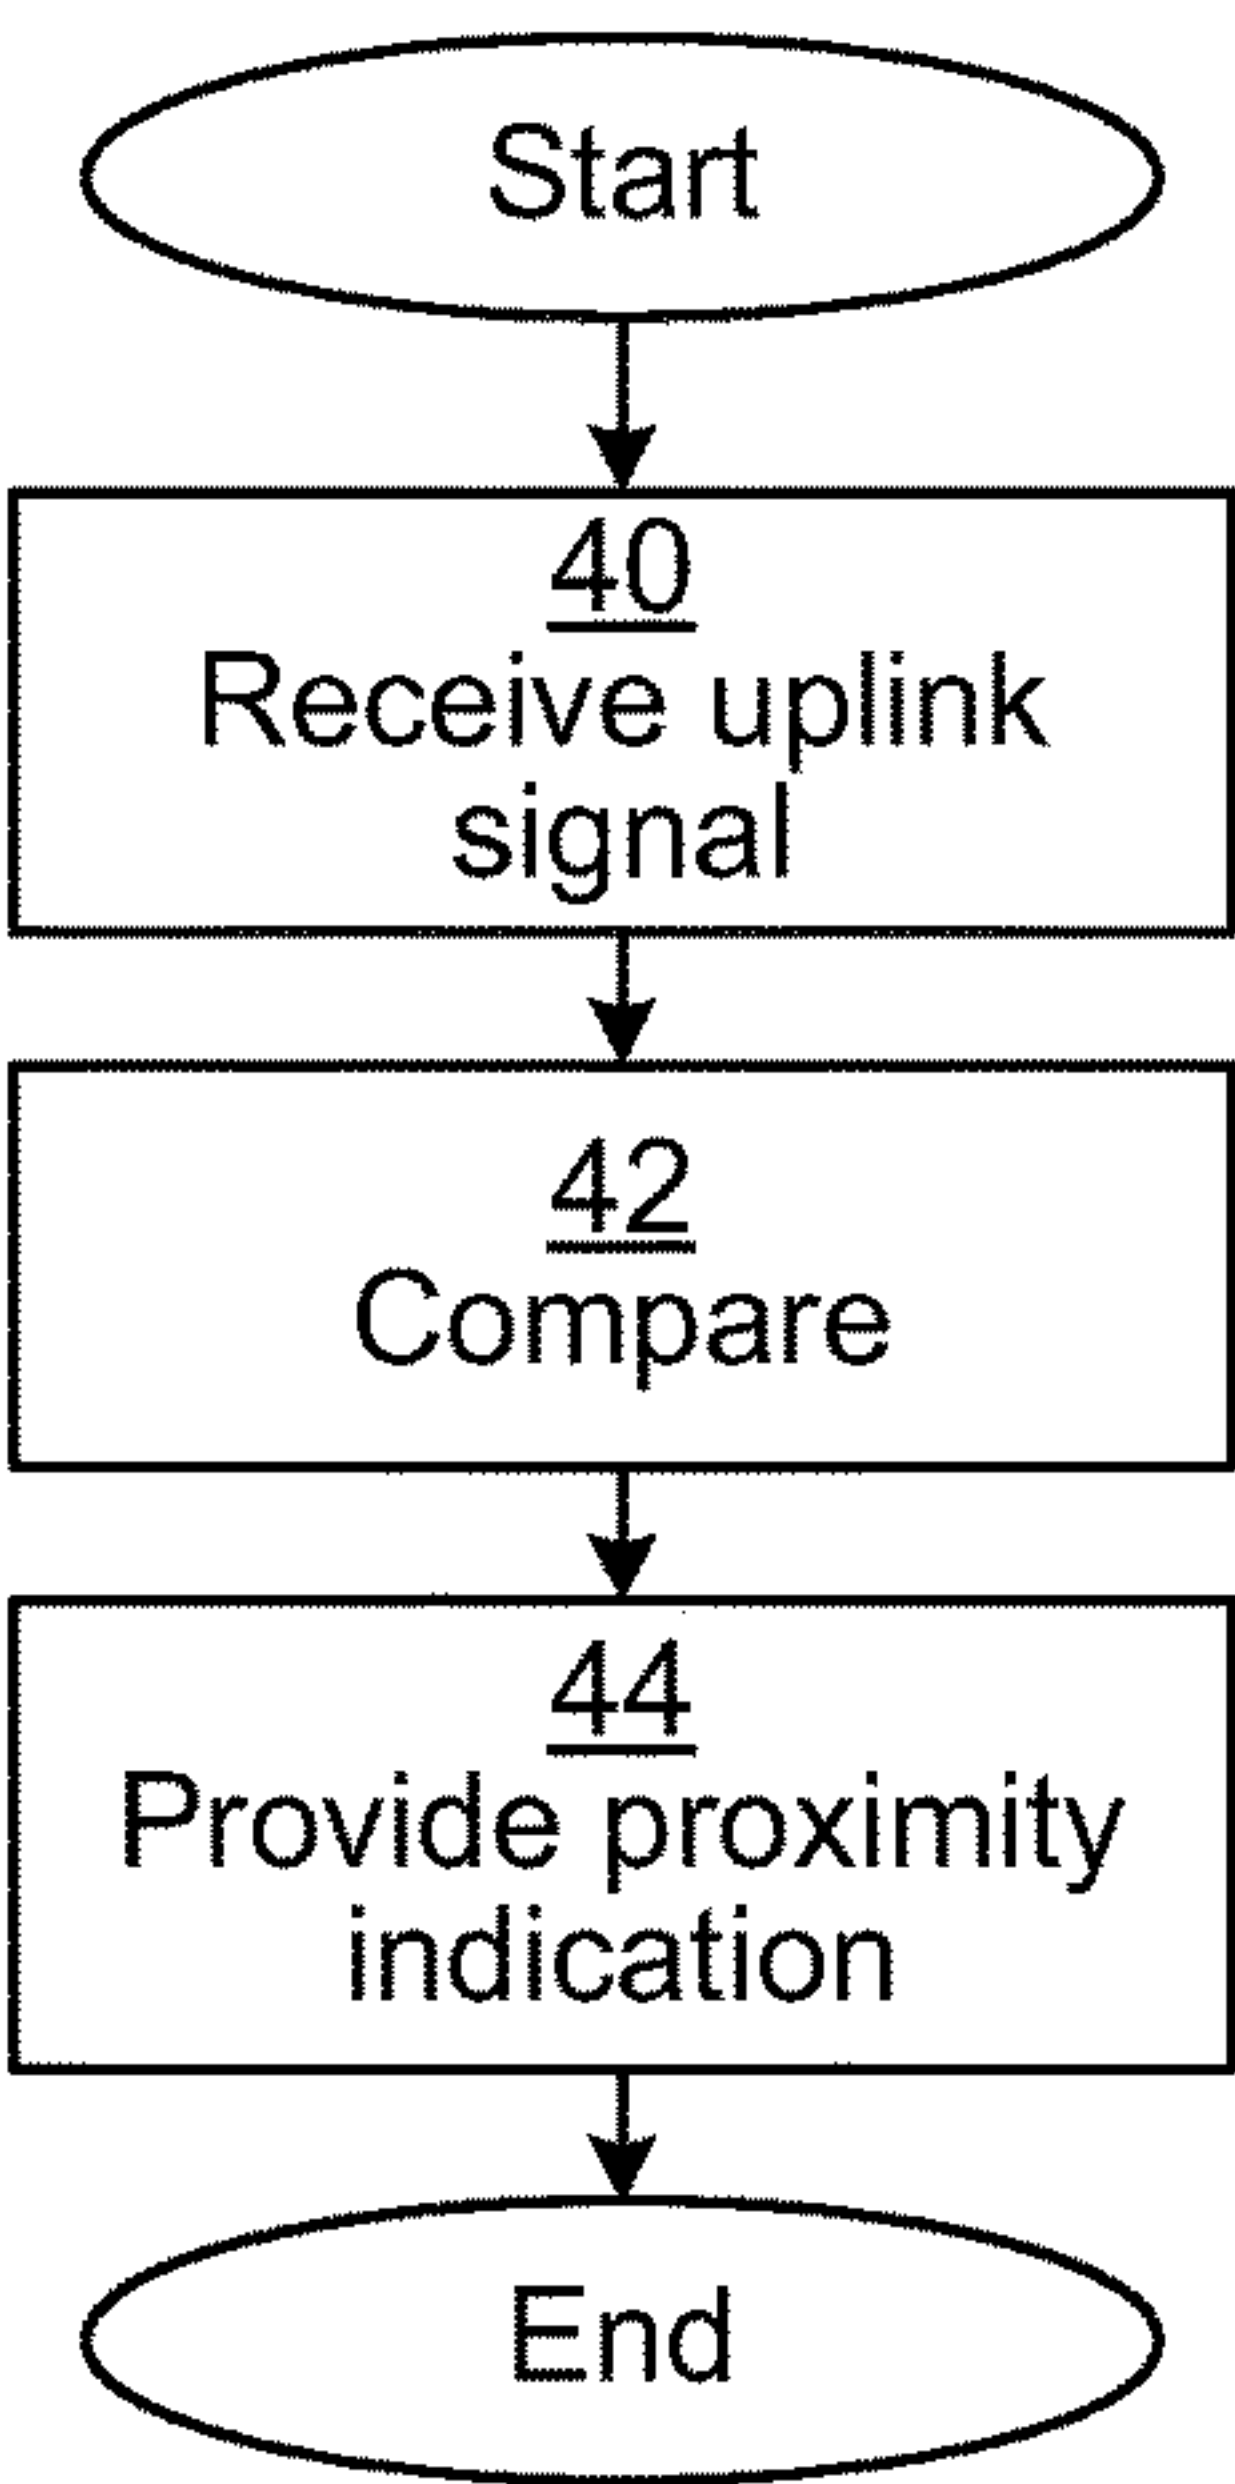 Start
40
Receive uplink
signal
42
Compare
44
Provide proximity
indication
End